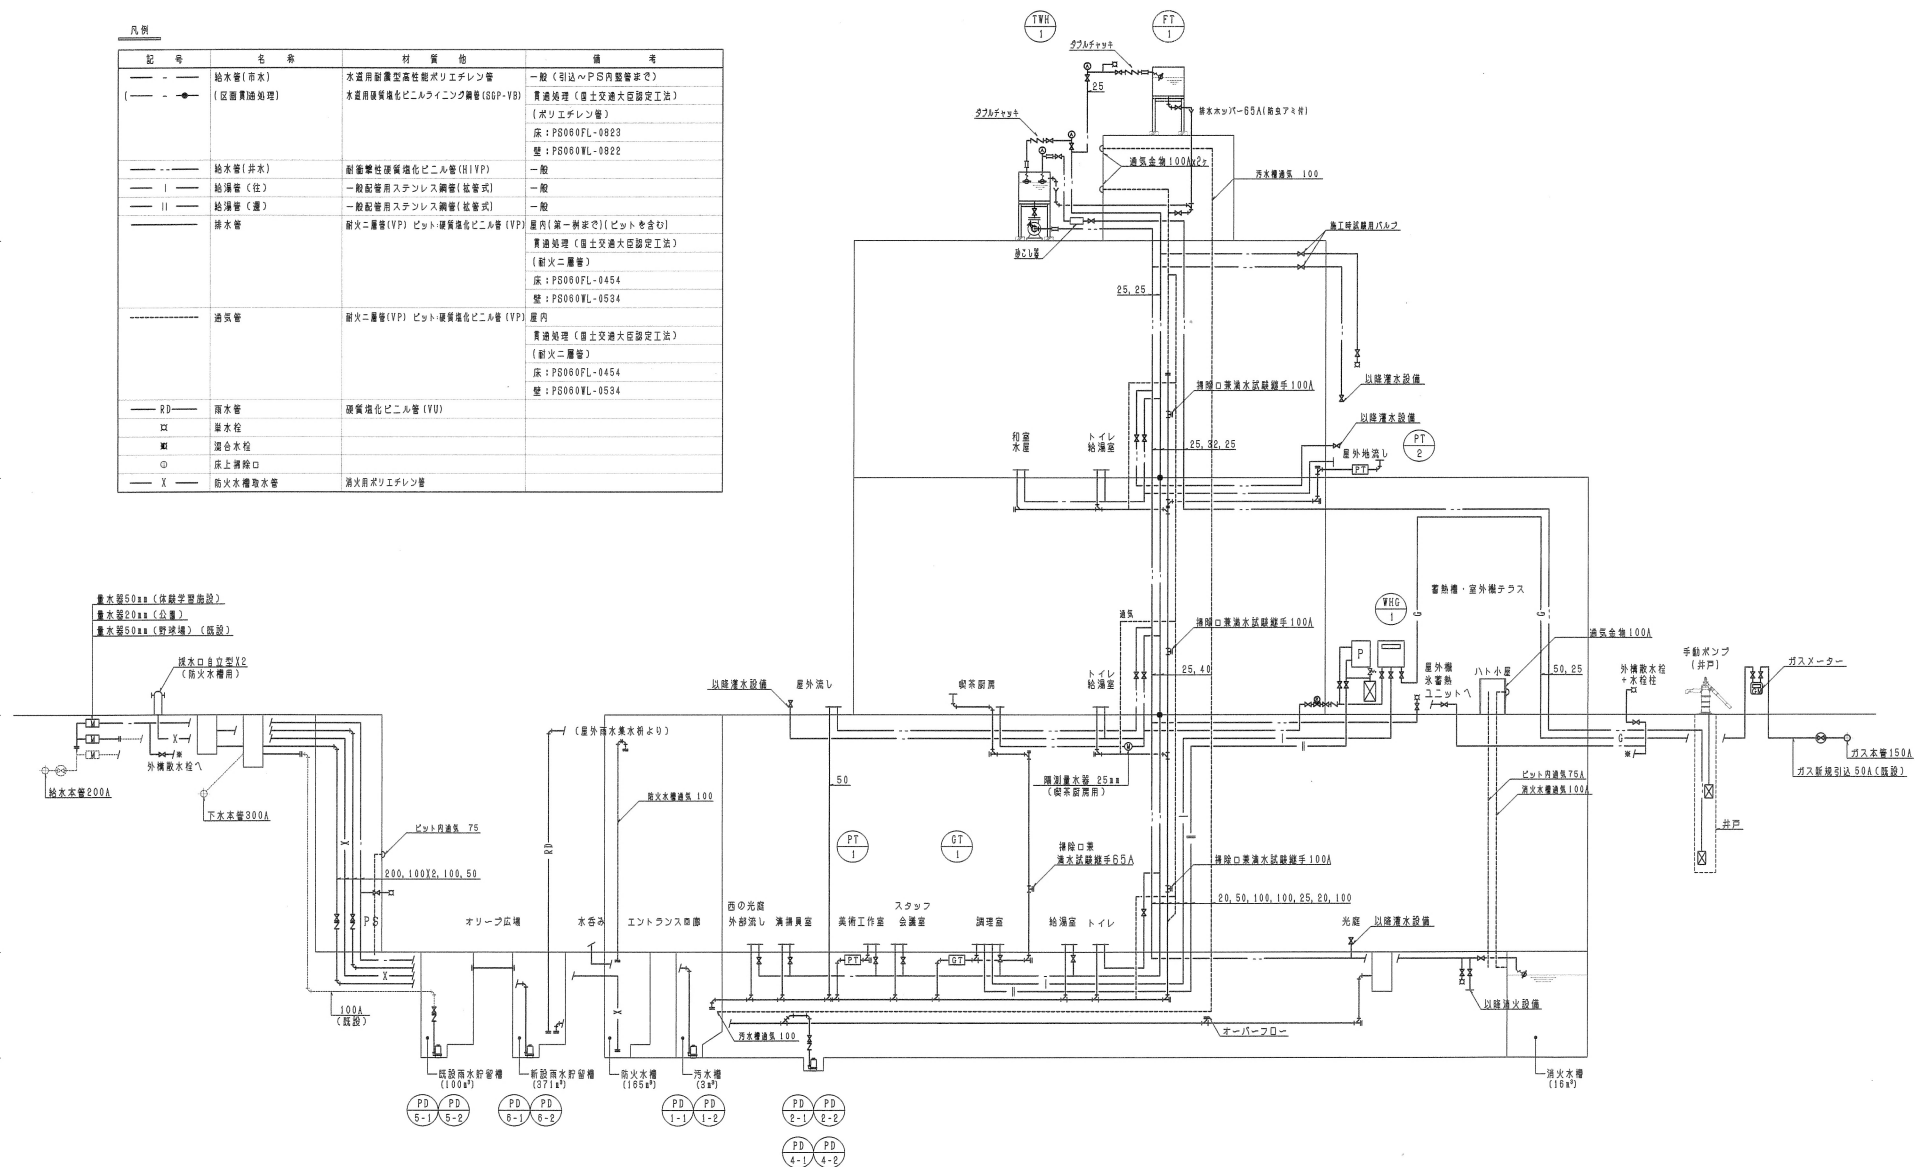 凡例
記 号 名 称 材 質 他 備 考
給水管(市水) 水道用耐震型高性能ポリエチレン管 一般(引込~PS内竪管まで)
(区画貫通処理) 水道用硬質塩化ビニルライニング鋼管(SGP-VB) 貫通処理(国土交通大臣認定工法)
(ポリエチレン管)
床:PS060FL-0823
壁:PS060WL-0822
給水管(井水) 耐衝撃性硬質塩化ビニル管(HIVP) 一般
給湯管(往) 一般配管用ステンレス鋼管(拡管式) 一般
給湯管(還) 一般配管用ステンレス鋼管(拡管式) 一般
排水管 耐火二層管(VP) ピット:硬質塩化ビニル管(VP) 屋内(第一桝まで)(ピットを含む)
貫通処理(国土交通大臣認定工法)
(耐火二層管)
床:PS060FL-0454
壁:PS060WL-0534
通気管 耐火二層管(VP) ピット:硬質塩化ビニル管(VP) 屋内
貫通処理(国土交通大臣認定工法)
(耐火二層管)
床:PS060FL-0454
壁:PS060WL-0534
RD 雨水管 硬質塩化ビニル管(VU)
単水栓
混合水栓
床上掃除口
X 防火水槽取水管 消火用ポリエチレン管
TWH
1
FT
1
ダブルチャッキ
25
ダブルチャッキ
排水ホッパー65A(防虫アミ付)
通気金物100Ax2ヶ
汚水槽通気 100
砂こし器
施工時試験用バルブ
25,25
以降灌水設備
掃除口兼満水試験継手100A
以降灌水設備
PT
2
和室
水屋
トイレ
給湯室
25,32,25
屋外地流し
PT
蓄熱槽・室外機テラス
WHG
1
G
G
通気
掃除口兼満水試験継手100A
通気金物100A
P
トイレ
給湯室
25,40
屋外機
氷蓄熱
ユニットへ
ハト小屋
50,25
外構散水栓
+水栓柱
手動ポンプ
(井戸)
ガスメーター
量水器50mm(体験学習施設)
量水器20mm(公園)
量水器50mm(野球場)(既設)
採水口自立型X2
(防火水槽用)
M
M
M
X
外構散水栓へ
給水本管200A
下水本管300A
以降灌水設備
屋外流し
喫茶厨房
(屋外雨水集水桝より)
50
隔測量水器 25mm
(喫茶厨房用)
M
G
ガス本管150A
ガス新規引込50A(既設)
ピット内通気75A
消火水槽通気100A
井戸
防火水槽通気 100
RD
ピット内通気 75
200,100X2,100,50
PT
1
GT
1
掃除口兼
満水試験継手65A
掃除口兼満水試験継手100A
20,50,100,100,25,20,100
PS
X
X
オリーブ広場
水呑み
エントランス回廊
西の光庭
外部流し
清掃員室
美術工作室
スタッフ
会議室
調理室
給湯室
トイレ
光庭
以降灌水設備
PT
GT
X
100A
(既設)
汚水槽通気 100
オーバーフロー
以降消火設備
既設雨水貯留槽
(100m³)
新設雨水貯留槽
(371m³)
防火水槽
(165m³)
汚水槽
(3m³)
消火水槽
(16m³)
PD
5-1
PD
5-2
PD
6-1
PD
6-2
PD
1-1
PD
1-2
PD
2-1
PD
2-2
PD
4-1
PD
4-2